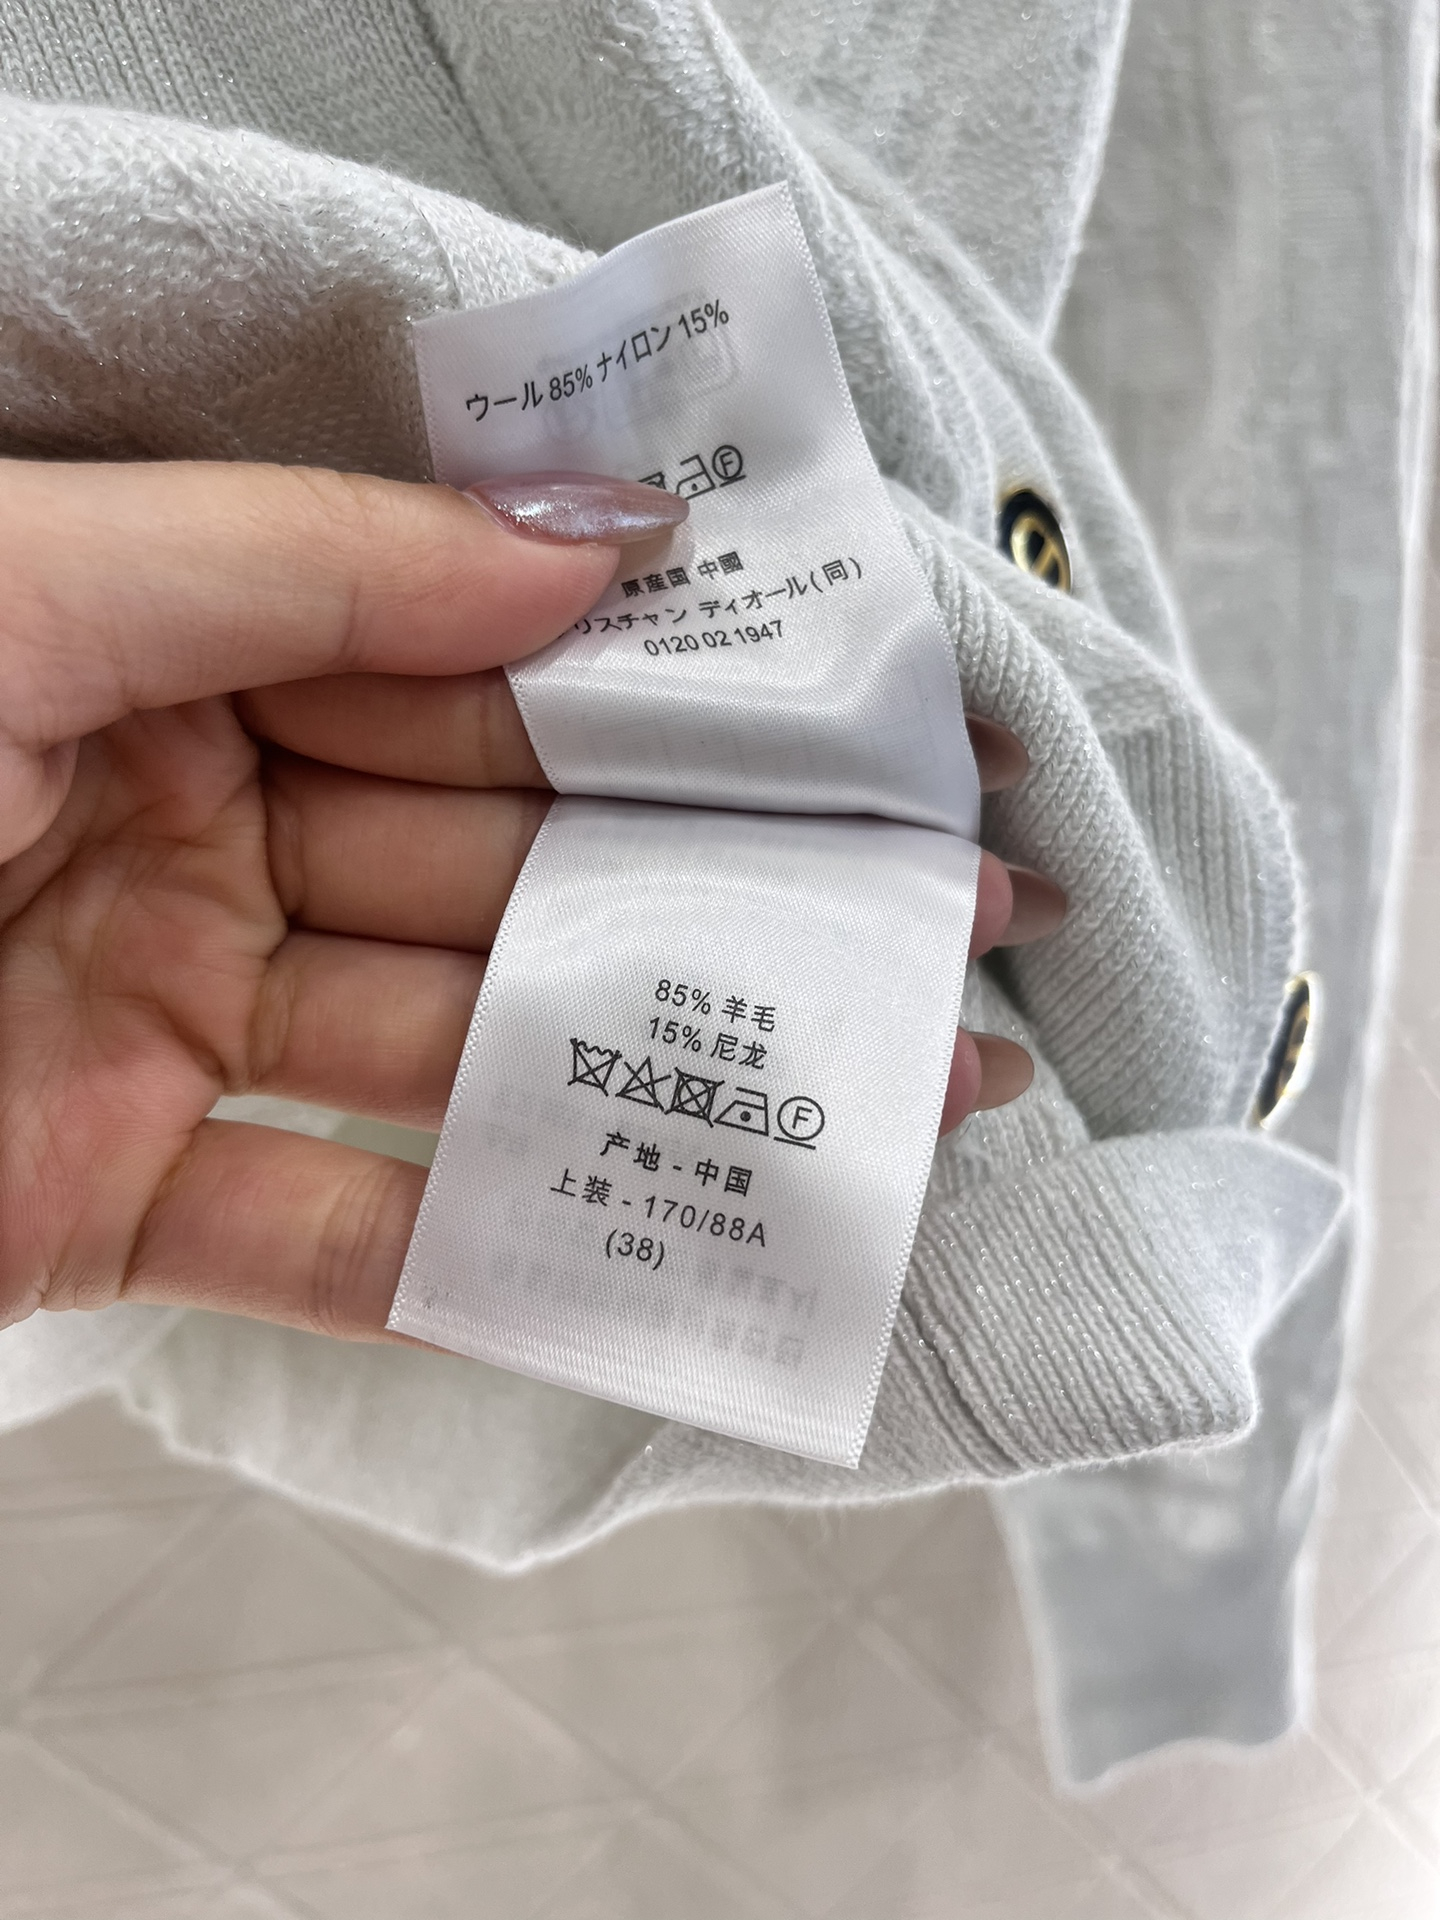 ウール 85% ナイロン 15%
F
原産国 中國
リスチャン ディオール(同)
0120 02 1947
85% 羊毛
15% 尼龙
F
产地 - 中国
上装 - 170/88A
(38)